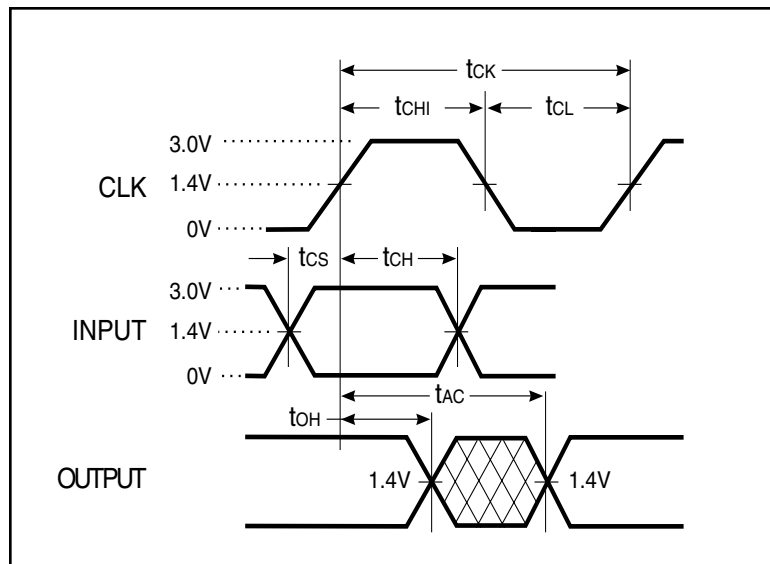 tCK
tCHI tCL
3.0V
CLK 1.4V
0V
tCS tCH
3.0V
INPUT 1.4V
0V
tAC
tOH
OUTPUT 1.4V 1.4V